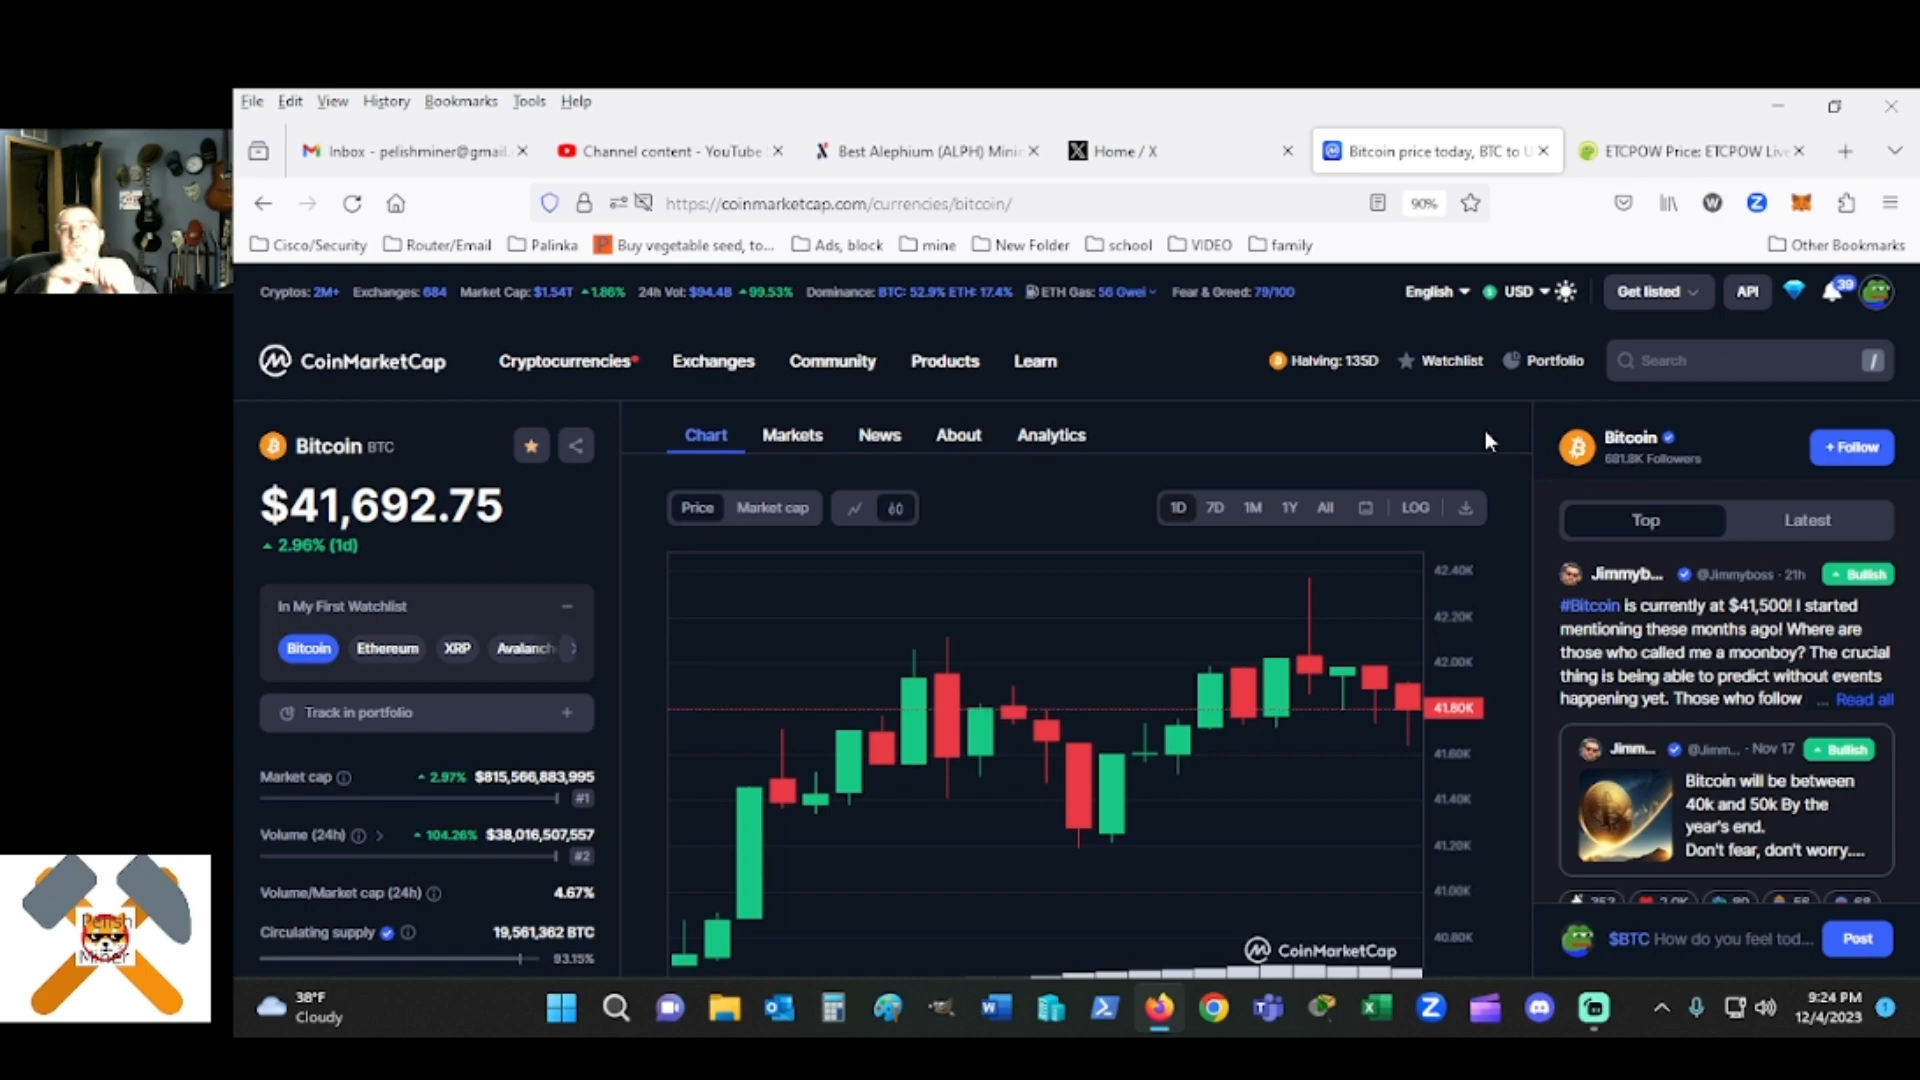 File Edit View History Bookmarks Tools Help
Inbox - pelishminer@gmail.
Channel content - YouTube
Best Alephium (ALPH) Minin
Home / X
Bitcoin price today, BTC to U
ETCPOW Price: ETCPOW Live
https://coinmarketcap.com/currencies/bitcoin/
90%
Cisco/Security Router/Email Palinka Buy vegetable seed, to... Ads, block mine New Folder school VIDEO family Other Bookmarks
Cryptos: 2M+ Exchanges: 684 Market Cap: $1.54T 1.86% 24h Vol: $94.4B 99.53% Dominance: BTC: 52.9% ETH: 17.4% ETH Gas: 56 Gwei Fear & Greed: 79/100
English USD Get listed API 39
CoinMarketCap Cryptocurrencies Exchanges Community Products Learn
Halving: 135D Watchlist Portfolio Search /
Bitcoin BTC
$41,692.75
2.96% (1d)
In My First Watchlist
Bitcoin Ethereum XRP Avalanch
Track in portfolio +
Market cap 2.97% $815,566,883,995
#1
Volume (24h) 104.26% $38,016,507,557
#2
Volume/Market cap (24h) 4.67%
Circulating supply 19,561,362 BTC
93.15%
Chart Markets News About Analytics
Price Market cap
1D 7D 1M 1Y All LOG
42.40K
42.20K
42.00K
41.80K
41.60K
41.40K
41.20K
41.00K
40.80K
CoinMarketCap
Bitcoin
681.8K Followers
+ Follow
Top Latest
Jimmyb... @Jimmyboss · 21h Bullish
#Bitcoin is currently at $41,500! I started
mentioning these months ago! Where are
those who called me a moonboy? The crucial
thing is being able to predict without events
happening yet. Those who follow ... Read all
Jimm... @Jimm... · Nov 17 Bullish
Bitcoin will be between
40k and 50k By the
year's end.
Don't fear, don't worry....
$BTC How do you feel tod... Post
Pelish
Miner
38°F
Cloudy
9:24 PM
12/4/2023
1